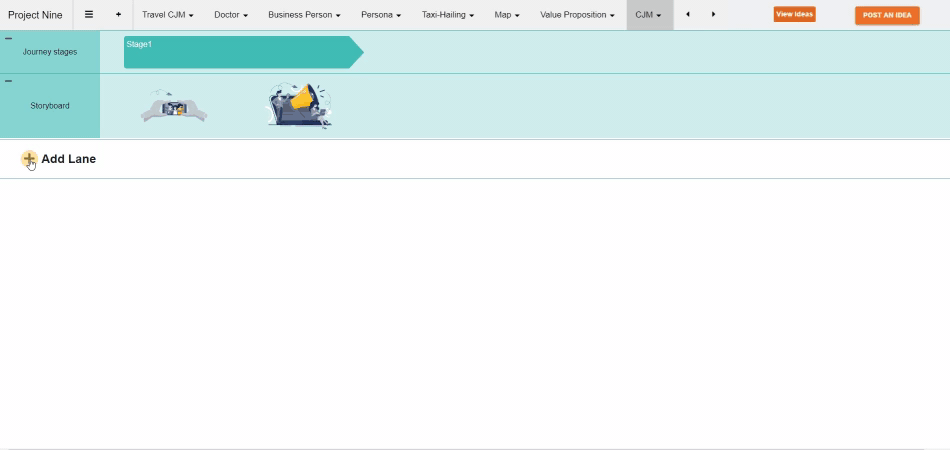 Project Nine Travel CJM Doctor Business Person Persona Taxi-Hailing Map Value Proposition CJM View Ideas POST AN IDEA
Journey stages Stage1
Storyboard
Add Lane